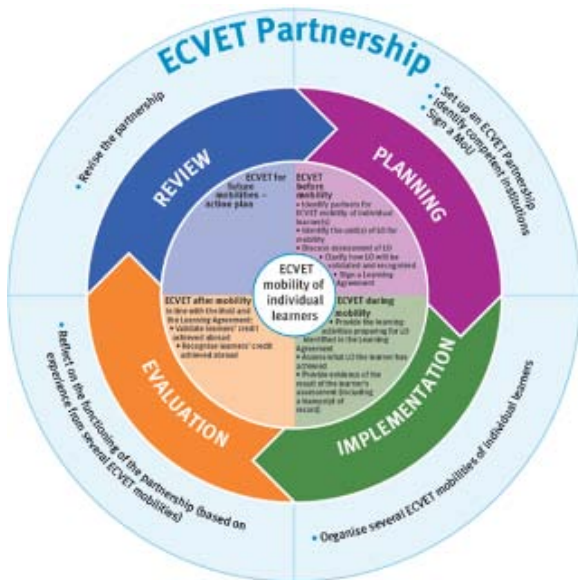 ECVET Partnership
• Set up an ECVET Partnership
• Identify competent institutions
• Sign a MoU
PLANNING
ECVET
before
mobility
• Identify partners for
ECVET mobility of individual
learner(s)
• Identify the unit(s) of LO for
mobility
• Discuss assessment of LO
• Clarify how LO will be
validated and recognised
• Sign a Learning
Agreement
ECVET
mobility of
individual
learners
ECVET during
mobility
• Provide the learning
activities preparing for LO
identified in the Learning
Agreement
• Assess what LO the learner has
achieved
• Provide evidence of the
result of the learner's
assessment (including
a transcript of
record)
IMPLEMENTATION
• Organise several ECVET mobilities of individual learners
ECVET after mobility
In line with the MoU and
the Learning Agreement:
• Validate learners' credit
achieved abroad
• Recognise learners' credit
achieved abroad
EVALUATION
• Reflect on the functioning of the partnership (based on
experience from several ECVET mobilities)
ECVET for
future
mobilities –
action plan
REVIEW
• Revise the partnership